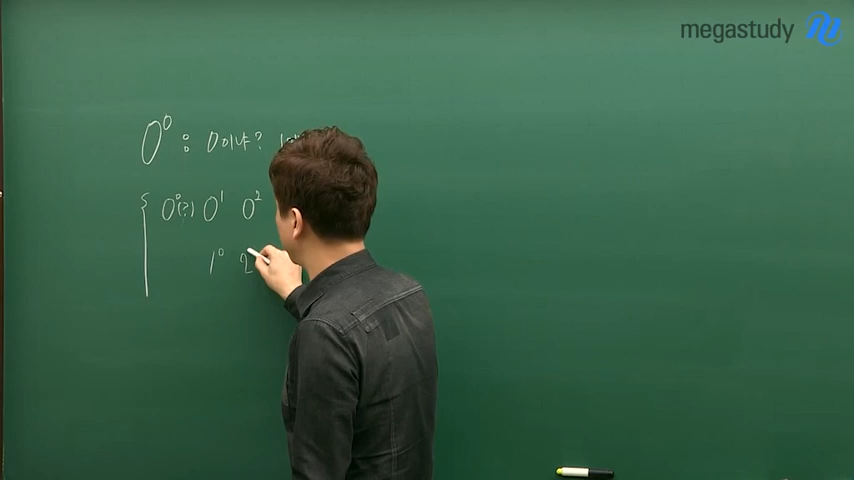 megastudy
0⁰ : 0이냐?
0⁰(?) 0¹ 0²
1⁰ 2